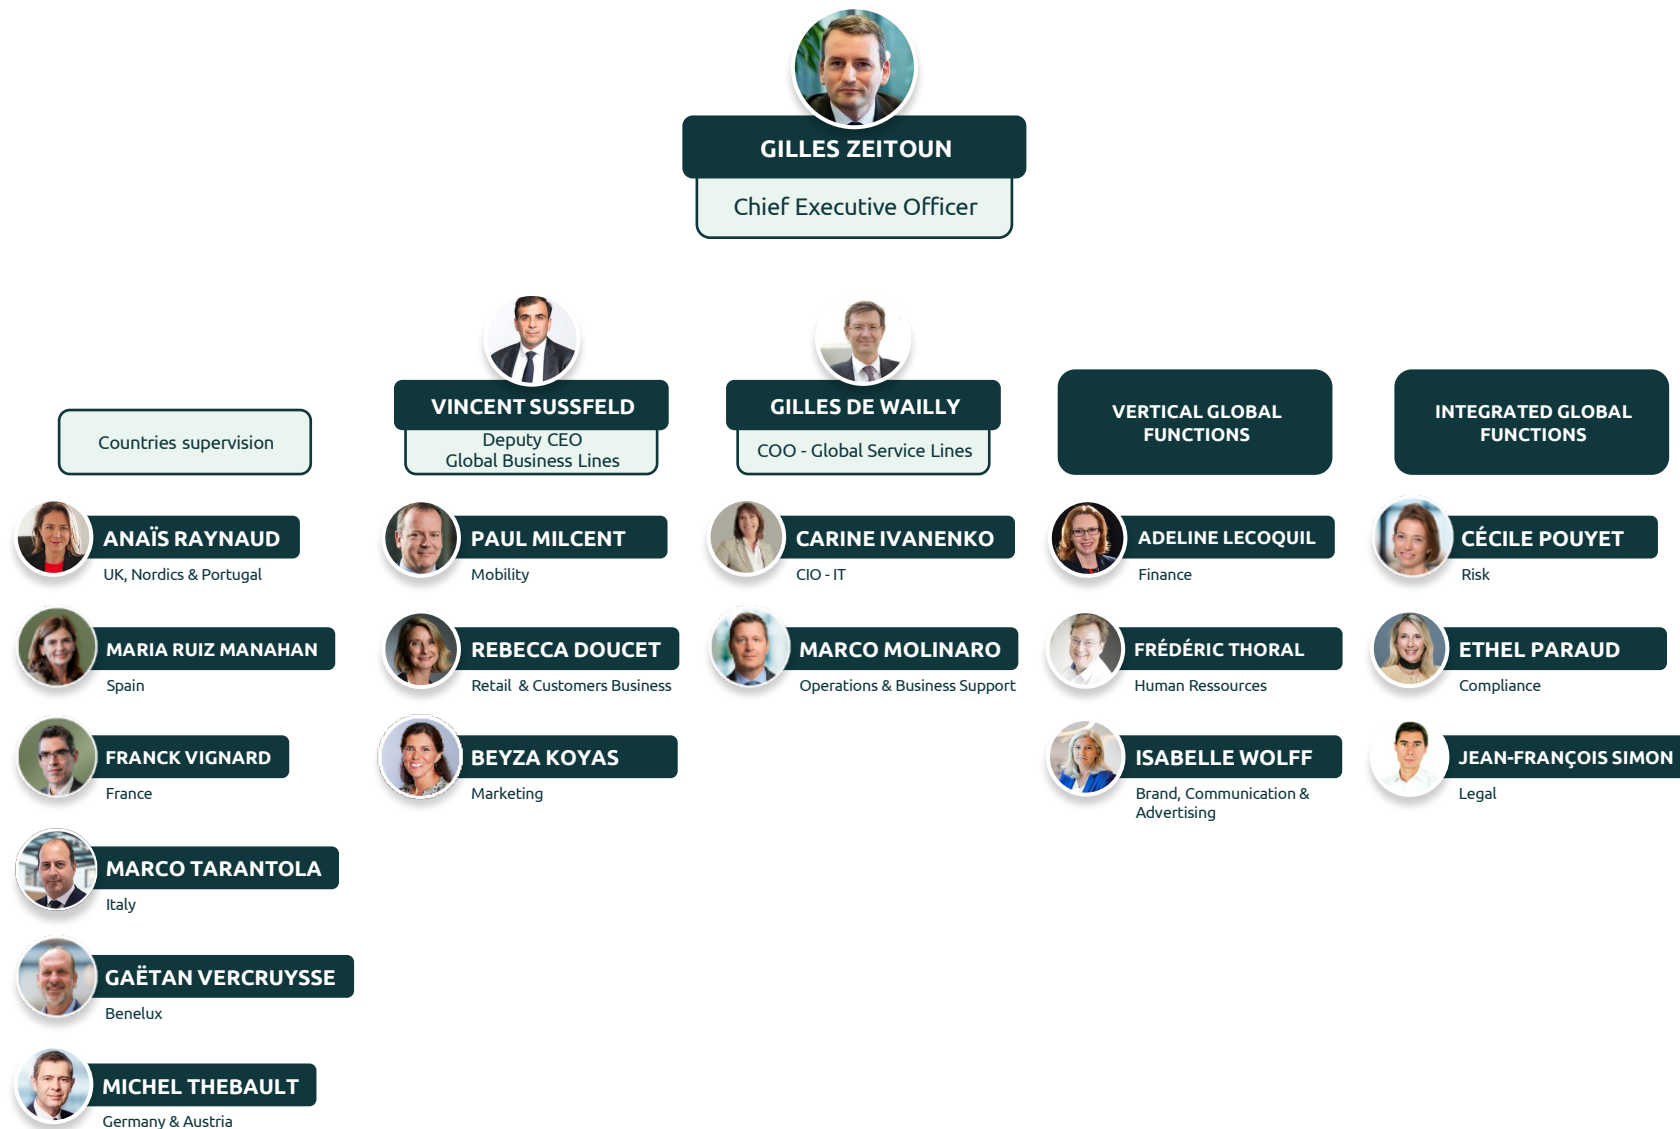 GILLES ZEITOUN
Chief Executive Officer
Countries supervision
ANAÏS RAYNAUD
UK, Nordics & Portugal
MARIA RUIZ MANAHAN
Spain
FRANCK VIGNARD
France
MARCO TARANTOLA
Italy
GAËTAN VERCRUYSSE
Benelux
MICHEL THEBAULT
Germany & Austria
VINCENT SUSSFELD
Deputy CEO
Global Business Lines
PAUL MILCENT
Mobility
REBECCA DOUCET
Retail & Customers Business
BEYZA KOYAS
Marketing
GILLES DE WAILLY
COO - Global Service Lines
CARINE IVANENKO
CIO - IT
MARCO MOLINARO
Operations & Business Support
VERTICAL GLOBAL
FUNCTIONS
ADELINE LECOQUIL
Finance
FRÉDÉRIC THORAL
Human Ressources
ISABELLE WOLFF
Brand, Communication &
Advertising
INTEGRATED GLOBAL
FUNCTIONS
CÉCILE POUYET
Risk
ETHEL PARAUD
Compliance
JEAN-FRANÇOIS SIMON
Legal